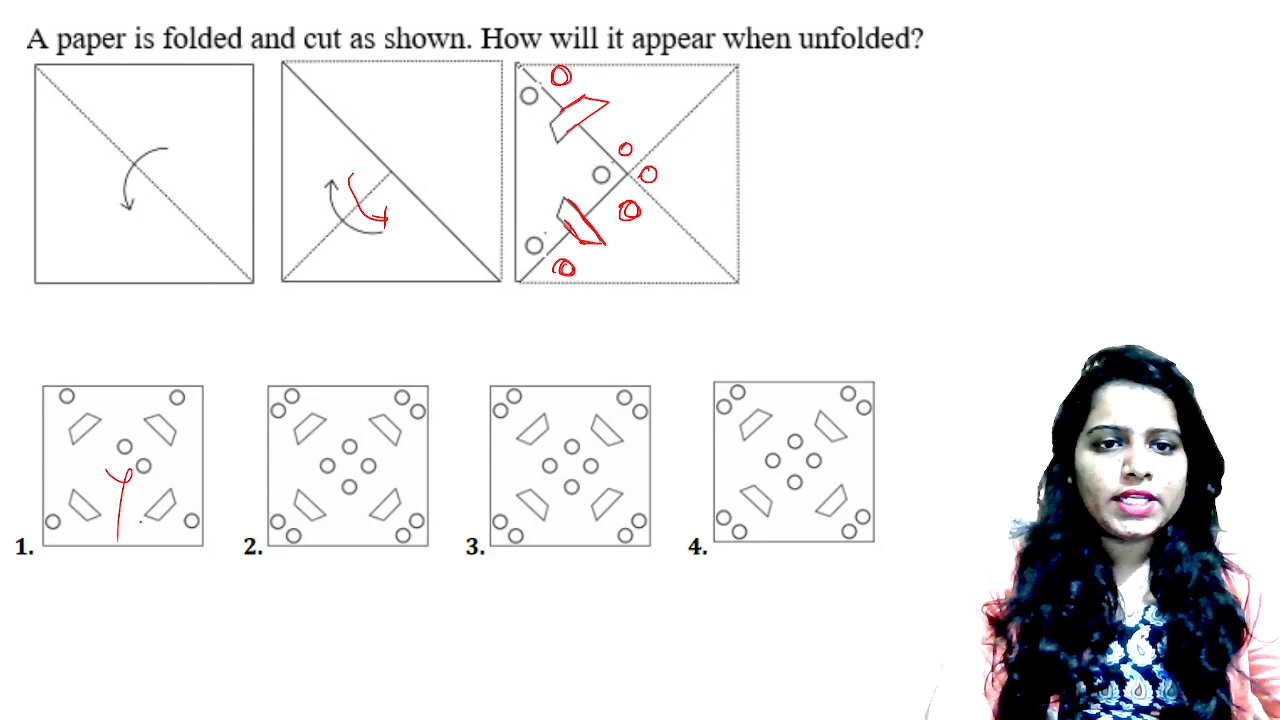 A paper is folded and cut as shown. How will it appear when unfolded?
1.
2.
3.
4.